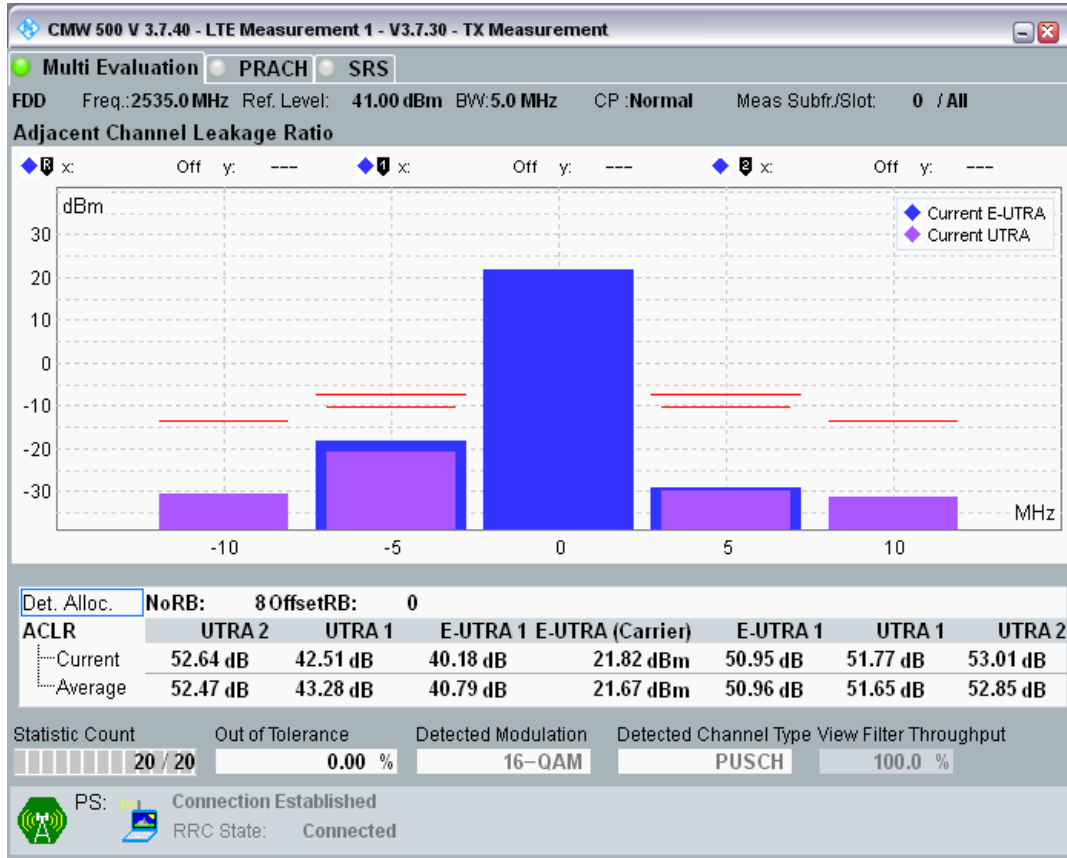 CMW 500 V 3.7.40 - LTE Measurement 1 - V3.7.30 - TX Measurement
Multi Evaluation PRACH SRS
FDD Freq.:2535.0 MHz Ref. Level: 41.00 dBm BW:5.0 MHz CP :Normal Meas Subfr./Slot: 0 / All
Adjacent Channel Leakage Ratio
R x: Off y: --- 1 x: Off y: --- 2 x: Off y: ---
dBm
Current E-UTRA
Current UTRA
30
20
10
0
-10
-20
-30
MHz
-10 -5 0 5 10
Det. Alloc. NoRB: 8 OffsetRB: 0
ACLR UTRA 2 UTRA 1 E-UTRA 1 E-UTRA (Carrier) E-UTRA 1 UTRA 1 UTRA 2
Current 52.64 dB 42.51 dB 40.18 dB 21.82 dBm 50.95 dB 51.77 dB 53.01 dB
Average 52.47 dB 43.28 dB 40.79 dB 21.67 dBm 50.96 dB 51.65 dB 52.85 dB
Statistic Count Out of Tolerance Detected Modulation Detected Channel Type View Filter Throughput
20 / 20 0.00 % 16-QAM PUSCH 100.0 %
PS: Connection Established
RRC State: Connected